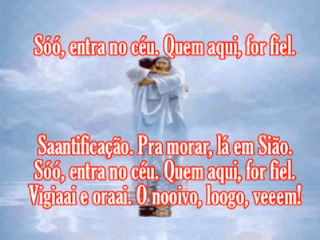 Sóó, entra no céu. Quem aqui, for fiel.
Saantificação. Pra morar, lá em Sião.
Sóó, entra no céu. Quem aqui, for fiel.
Vigiaai e oraai. O nooivo, loogo, veeem!